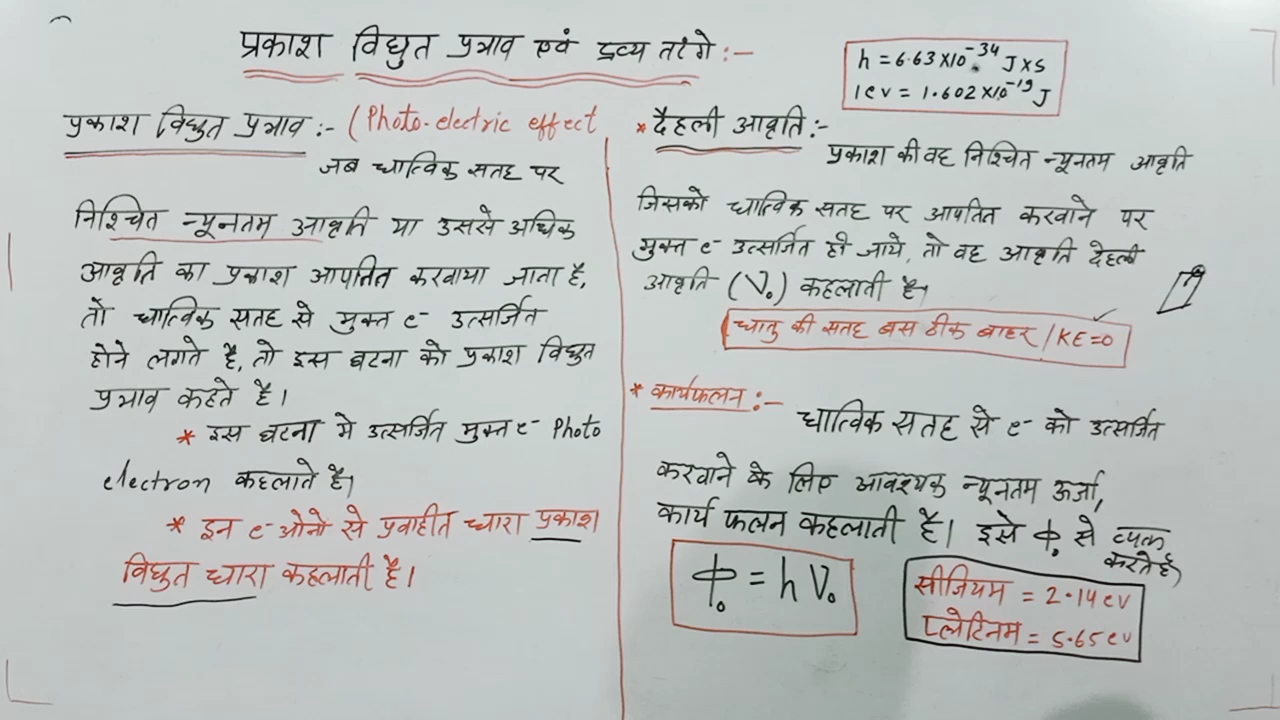 प्रकाश विद्युत प्रभाव एवं द्रव्य तरंगे :-
h = 6.63×10⁻³⁴ J×s
1ev = 1.602×10⁻¹⁹ J
प्रकाश विद्युत प्रभाव :- (Photo-electric effect
जब धात्विक सतह पर
निश्चित न्यूनतम आवृति या उससे अधिक
आवृति का प्रकाश आपतित करवाया जाता है,
तो धात्विक सतह से मुक्त e⁻ उत्सर्जित
होने लगते है, तो इस घटना को प्रकाश विद्युत
प्रभाव कहते है।
* इस घटना मे उत्सर्जित मुक्त e⁻ Photo
electron कहलाते है।
* इन e⁻ ओनो से प्रवाहीत धारा प्रकाश
विद्युत धारा कहलाती है।
* दैहली आवृति :-
प्रकाश की वह निश्चित न्यूनतम आवृति
जिसको धात्विक सतह पर आपतित करवाने पर
मुक्त e⁻ उत्सर्जित हो जाये, तो वह आवृति देहली
आवृति (ν₀) कहलाती है।
धातु की सतह बस ठीक बाहर / KE=0
* कार्यफलन :-
धात्विक सतह से e⁻ को उत्सर्जित
करवाने के लिए आवश्यक न्यूनतम ऊर्जा,
कार्य फलन कहलाती है। इसे ϕ₀ से व्यक्त
करते है
ϕ₀ = hν₀
सीजियम = 2.14 ev
प्लेटिनम = 5.65 ev